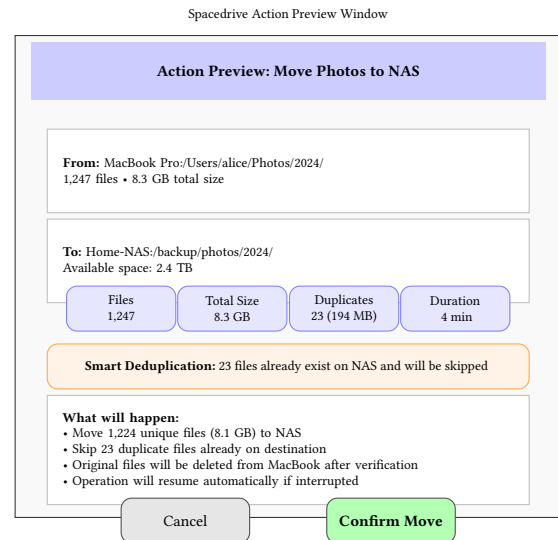 Spacedrive Action Preview Window
Action Preview: Move Photos to NAS
From: MacBook Pro:/Users/alice/Photos/2024/
1,247 files • 8.3 GB total size
To: Home-NAS:/backup/photos/2024/
Available space: 2.4 TB
Files
1,247
Total Size
8.3 GB
Duplicates
23 (194 MB)
Duration
4 min
Smart Deduplication: 23 files already exist on NAS and will be skipped
What will happen:
• Move 1,224 unique files (8.1 GB) to NAS
• Skip 23 duplicate files already on destination
• Original files will be deleted from MacBook after verification
• Operation will resume automatically if interrupted
Cancel
Confirm Move